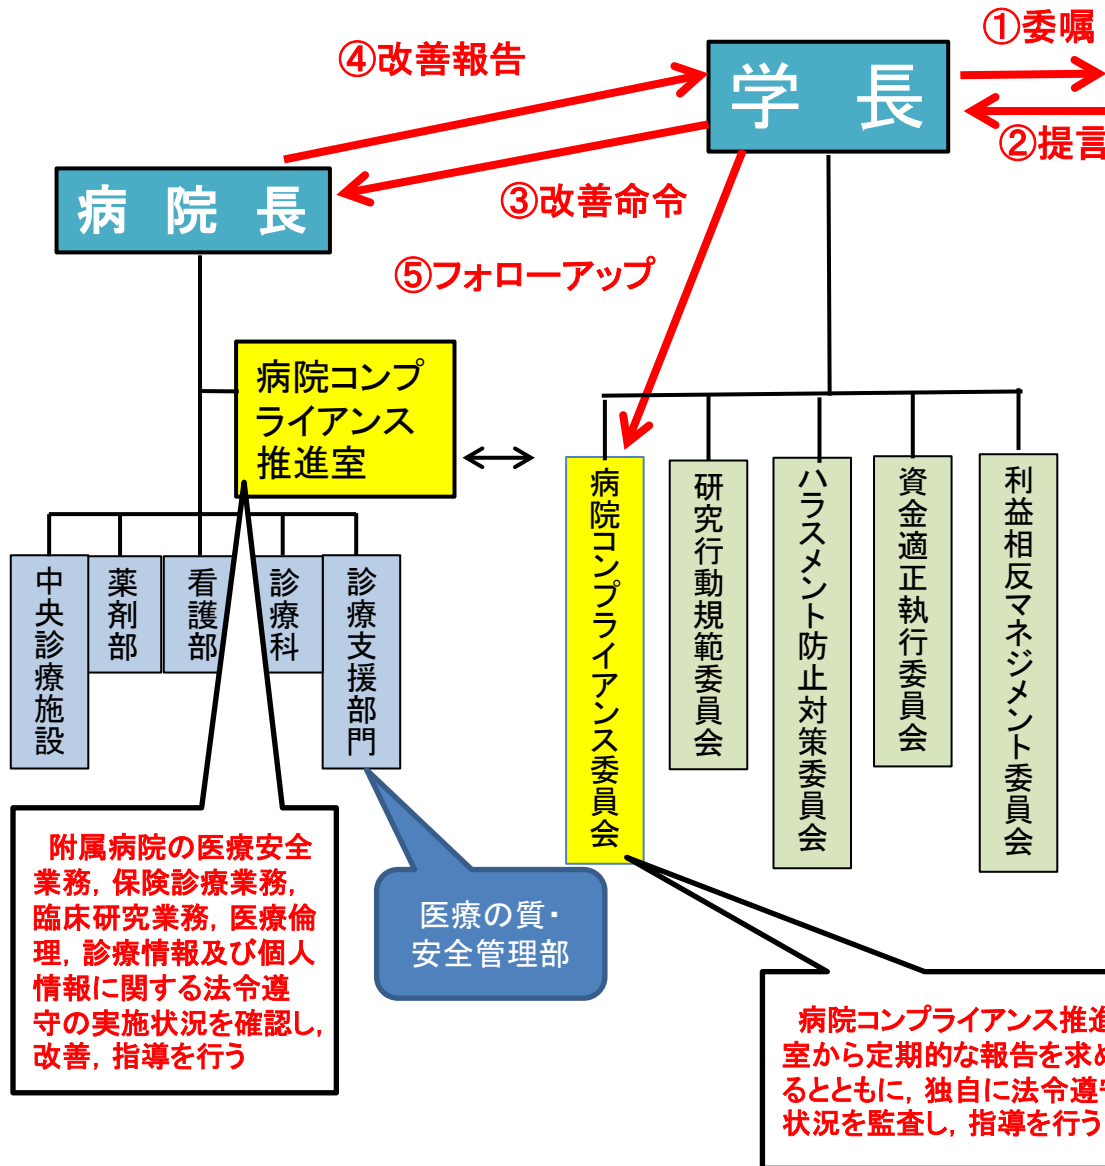 ①委嘱
④改善報告
学 長
②提言
病 院 長
③改善命令
⑤フォローアップ
病院コンプ
ライアンス
推進室
病院コンプライアンス委員会
研究行動規範委員会
ハラスメント防止対策委員会
資金適正執行委員会
利益相反マネジメント委員会
中央診療施設
薬剤部
看護部
診療科
診療支援部門
附属病院の医療安全
業務，保険診療業務，
臨床研究業務，医療倫
理，診療情報及び個人
情報に関する法令遵
守の実施状況を確認し，
改善，指導を行う
医療の質・
安全管理部
病院コンプライアンス推進
室から定期的な報告を求め
るとともに，独自に法令遵守
状況を監査し，指導を行う